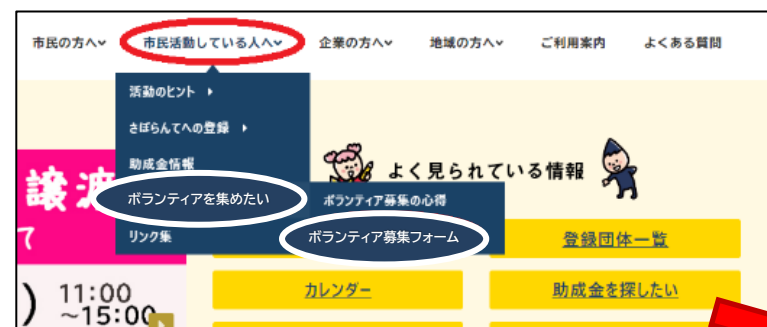 市民の方へ 市民活動している人へ 企業の方へ 地域の方へ ご利用案内 よくある質問
活動のヒント
さぽらんてへの登録
助成金情報
よく見られている情報
譲渡
ボランティアを集めたい
ボランティア募集の心得
て
リンク集
ボランティア募集フォーム
登録団体一覧
) 11:00
~15:00
カレンダー
助成金を探したい